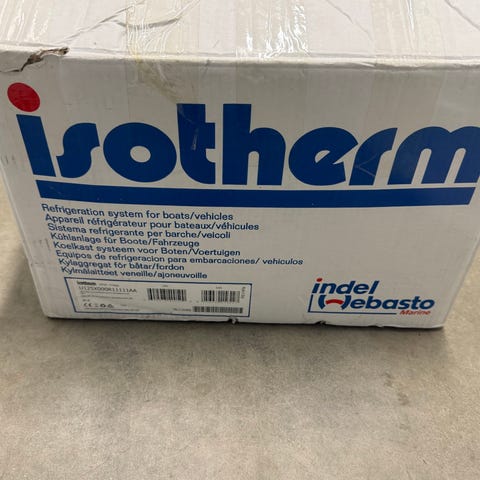 isotherm
Refrigeration system for boats/vehicles
Appareil réfrigérateur pour bateaux/véhicules
Sistema refrigerante per barche/veicoli
Kühlanlage für Boote/Fahrzeuge
Koelkast systeem voor Boten/Voertuigen
Equipos de refrigeracion para embarcaciones/ vehiculos
Kylaggregat för båtar/fordon
Kylmälaitteet veneille/ajoneuvoille
isotherm
U125X000R11111AA
indel
Webasto
Marine